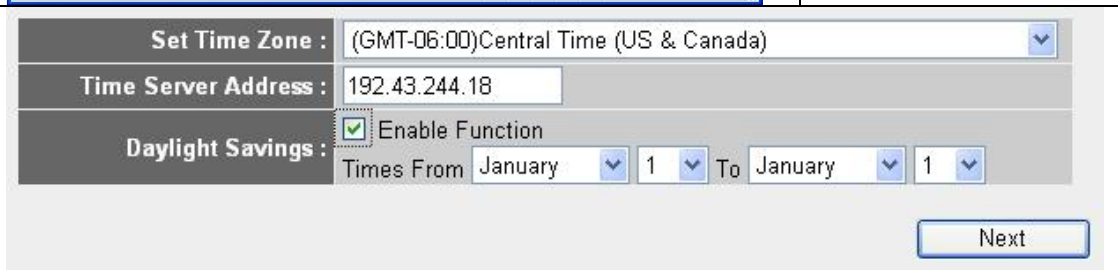 Set Time Zone : (GMT-06:00)Central Time (US & Canada)
Time Server Address : 192.43.244.18
Daylight Savings : Enable Function
Times From January 1 To January 1
Next